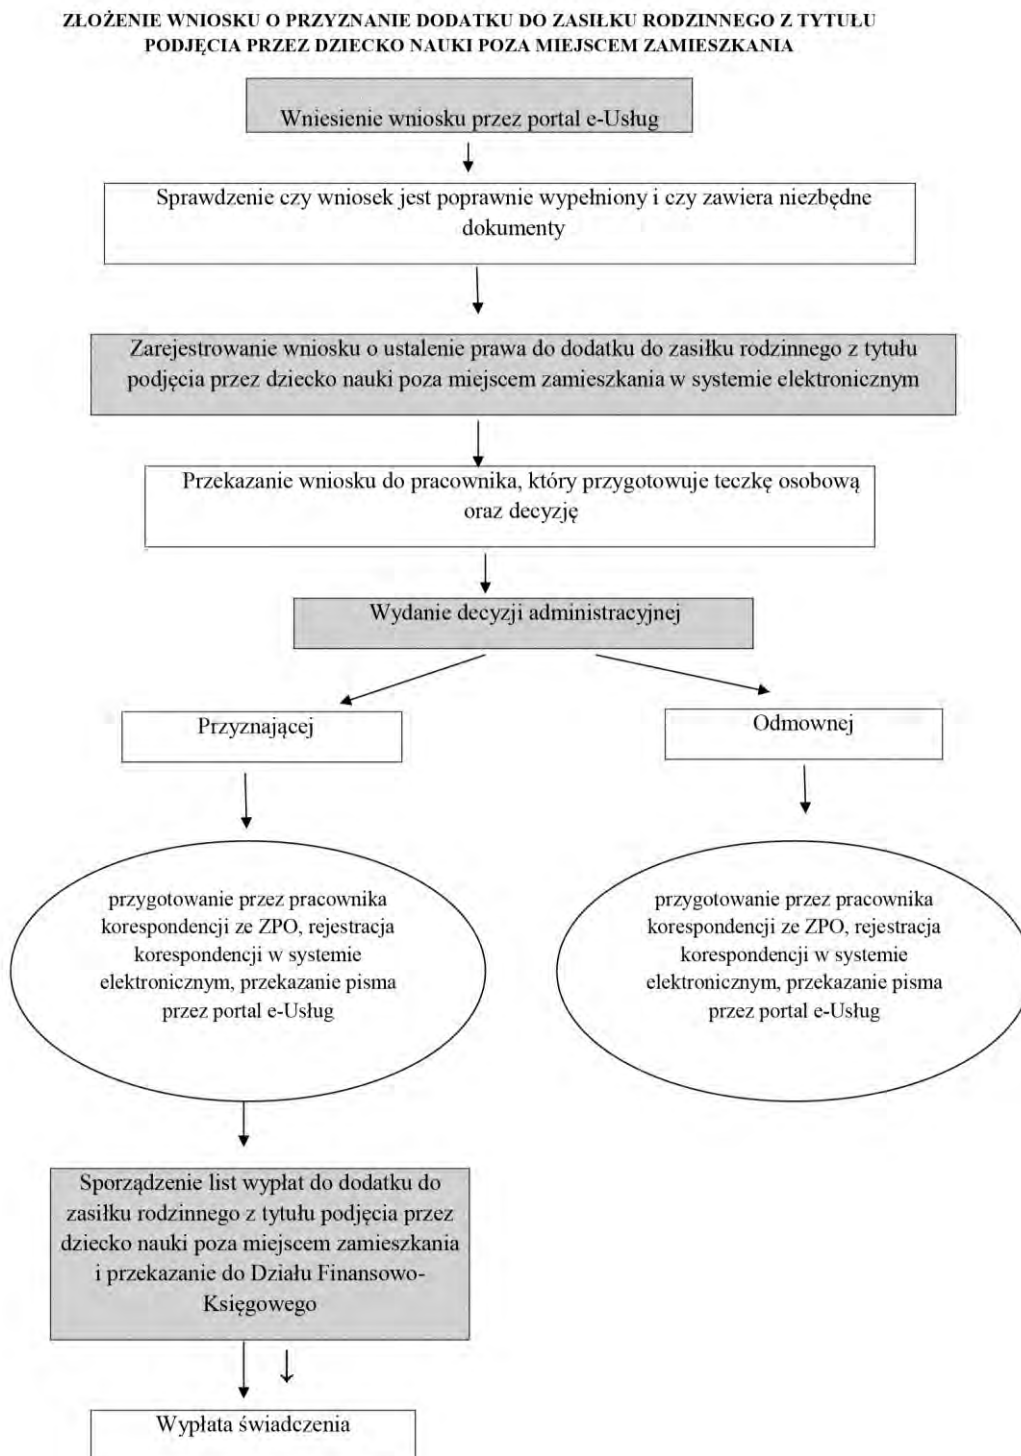 ZŁOŻENIE WNIOSKU O PRZYZNANIE DODATKU DO ZASIŁKU RODZINNEGO Z TYTUŁU
PODJĘCIA PRZEZ DZIECKO NAUKI POZA MIEJSCEM ZAMIESZKANIA
Wniesienie wniosku przez portal e-Usług
Sprawdzenie czy wniosek jest poprawnie wypełniony i czy zawiera niezbędne
dokumenty
Zarejestrowanie wniosku o ustalenie prawa do dodatku do zasiłku rodzinnego z tytułu
podjęcia przez dziecko nauki poza miejscem zamieszkania w systemie elektronicznym
Przekazanie wniosku do pracownika, który przygotowuje teczkę osobową
oraz decyzję
Wydanie decyzji administracyjnej
Przyznającej
Odmownej
przygotowanie przez pracownika
korespondencji ze ZPO, rejestracja
korespondencji w systemie
elektronicznym, przekazanie pisma
przez portal e-Usług
przygotowanie przez pracownika
korespondencji ze ZPO, rejestracja
korespondencji w systemie
elektronicznym, przekazanie pisma
przez portal e-Usług
Sporządzenie list wypłat do dodatku do
zasiłku rodzinnego z tytułu podjęcia przez
dziecko nauki poza miejscem zamieszkania
i przekazanie do Działu Finansowo-
Księgowego
Wypłata świadczenia